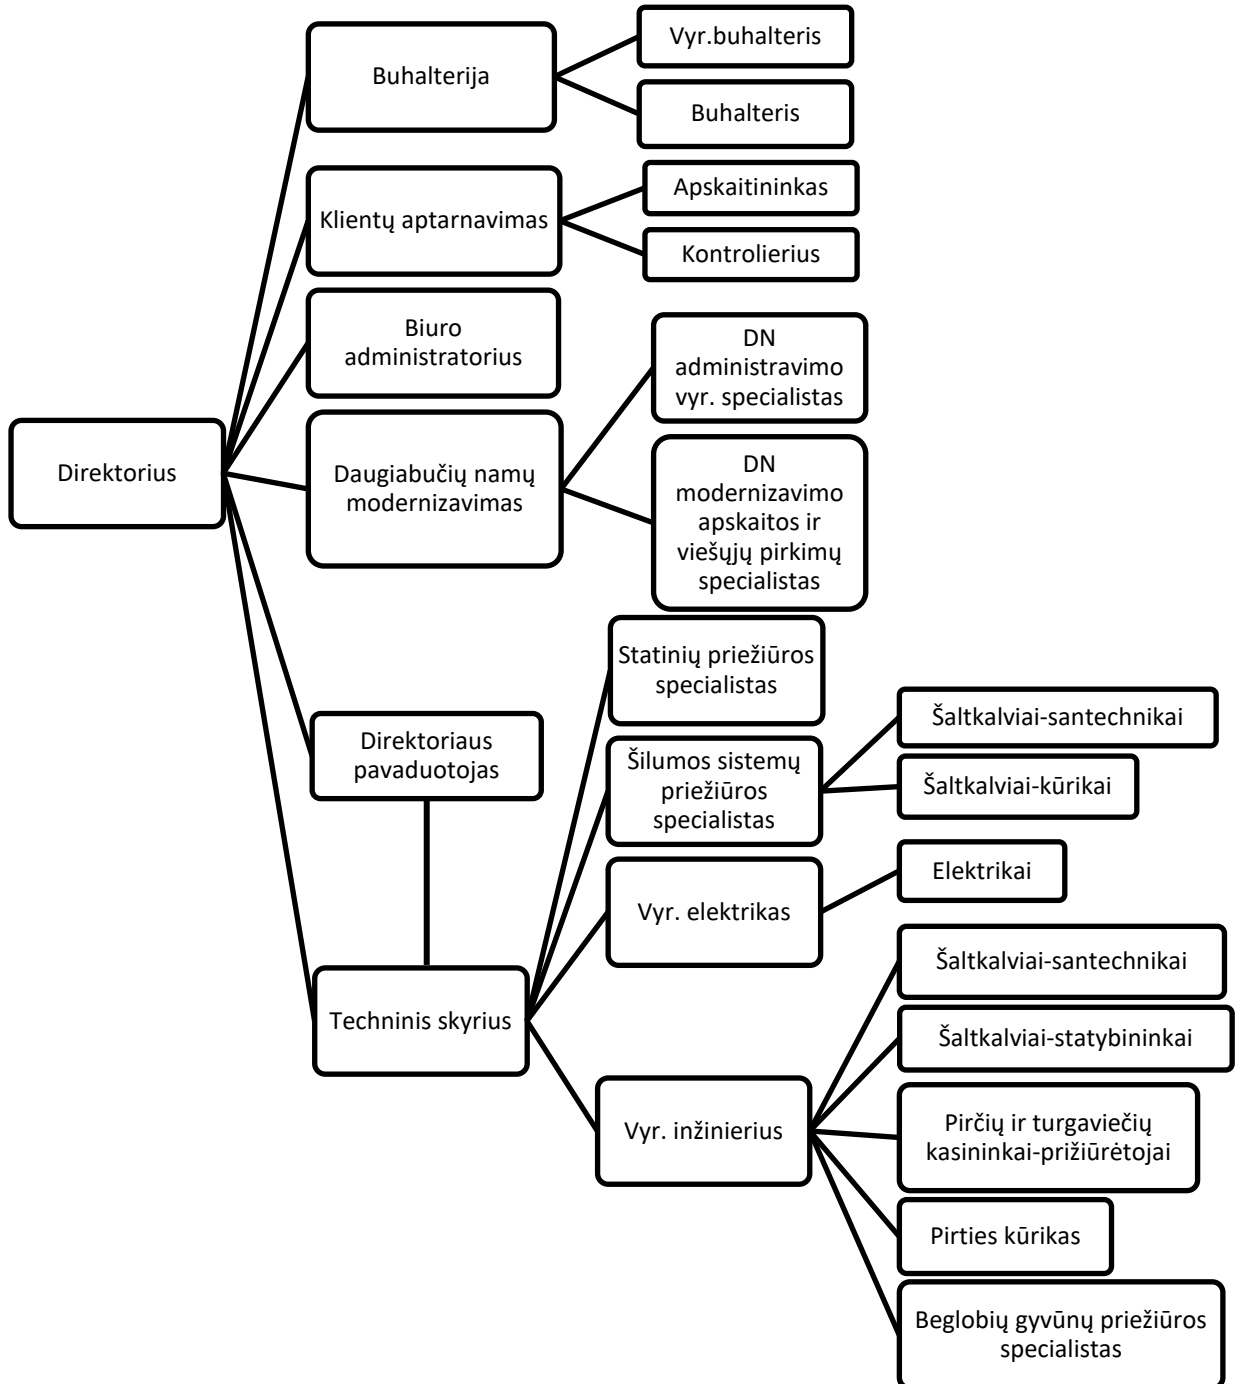 Direktorius
Buhalterija
Vyr.buhalteris
Buhalteris
Klientų aptarnavimas
Apskaitininkas
Kontrolierius
Biuro
administratorius
Daugiabučių namų
modernizavimas
DN
administravimo
vyr. specialistas
DN
modernizavimo
apskaitos ir
viešųjų pirkimų
specialistas
Direktoriaus
pavaduotojas
Techninis skyrius
Statinių priežiūros
specialistas
Šilumos sistemų
priežiūros
specialistas
Šaltkalviai-santechnikai
Šaltkalviai-kūrikai
Vyr. elektrikas
Elektrikai
Vyr. inžinierius
Šaltkalviai-santechnikai
Šaltkalviai-statybininkai
Pirčių ir turgaviečių
kasininkai-prižiūrėtojai
Pirties kūrikas
Beglobių gyvūnų priežiūros
specialistas